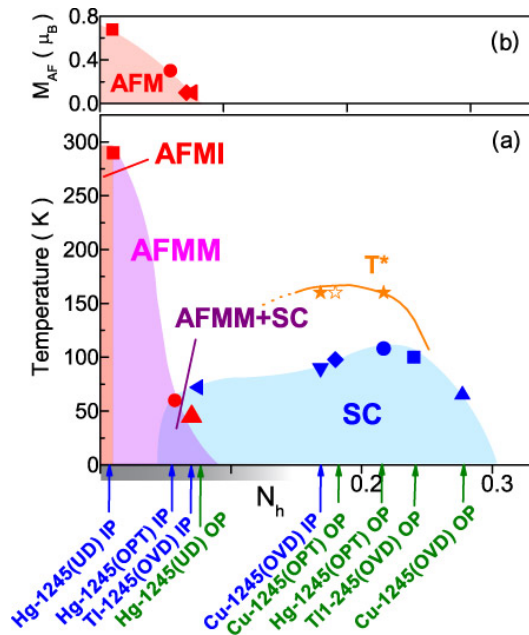 0.8
0.4
0.0
M_AF ( μ_B )
(b)
AFM
(a)
300
250
200
150
100
50
0
Temperature ( K )
AFMI
AFMM
T*
AFMM+SC
SC
N_h
0.2
0.3
Hg-1245(UD) IP
Hg-1245(OPT) IP
Tl-1245(OVD) IP
Hg-1245(UD) OP
Cu-1245(OVD) IP
Cu-1245(OPT) OP
Hg-1245(OPT) OP
Tl1-245(OVD) OP
Cu-1245(OVD) OP